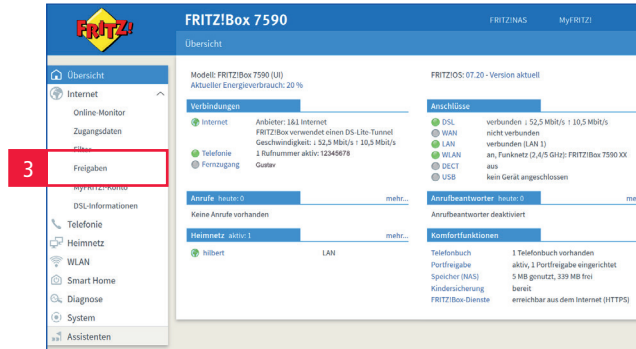 FRITZ!
FRITZ!Box 7590
FRITZ!NAS
MyFRITZ!
Übersicht
Übersicht
Internet
Online-Monitor
Zugangsdaten
Filter
3
Freigaben
MyFRITZ!-Konto
DSL-Informationen
Telefonie
Heimnetz
WLAN
Smart Home
Diagnose
System
Assistenten
Modell: FRITZ!Box 7590 (UI)
Aktueller Energieverbrauch: 20 %
FRITZ!OS: 07.20 - Version aktuell
Verbindungen
Internet Anbieter: 1&1 Internet
FRITZ!Box verwendet einen DS-Lite-Tunnel
Geschwindigkeit: ↓ 52,5 Mbit/s ↑ 10,5 Mbit/s
Telefonie 1 Rufnummer aktiv: 12345678
Fernzugang Gustav
Anschlüsse
DSL verbunden ↓ 52,5 Mbit/s ↑ 10,5 Mbit/s
WAN nicht verbunden
LAN verbunden (LAN 1)
WLAN an, Funknetz (2,4/5 GHz): FRITZ!Box 7590 XX
DECT aus
USB kein Gerät angeschlossen
Anrufe heute: 0 mehr...
Keine Anrufe vorhanden
Anrufbeantworter heute: 0 me
Anrufbeantworter deaktiviert
Heimnetz aktiv: 1 mehr...
hilbert LAN
Komfortfunktionen
Telefonbuch 1 Telefonbuch vorhanden
Portfreigabe aktiv, 1 Portfreigabe eingerichtet
Speicher (NAS) 5 MB genutzt, 339 MB frei
Kindersicherung bereit
FRITZ!Box-Dienste erreichbar aus dem Internet (HTTPS)